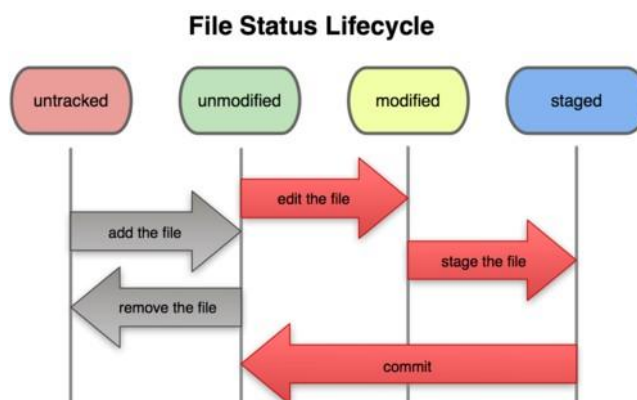 File Status Lifecycle
untracked
unmodified
modified
staged
edit the file
add the file
stage the file
remove the file
commit